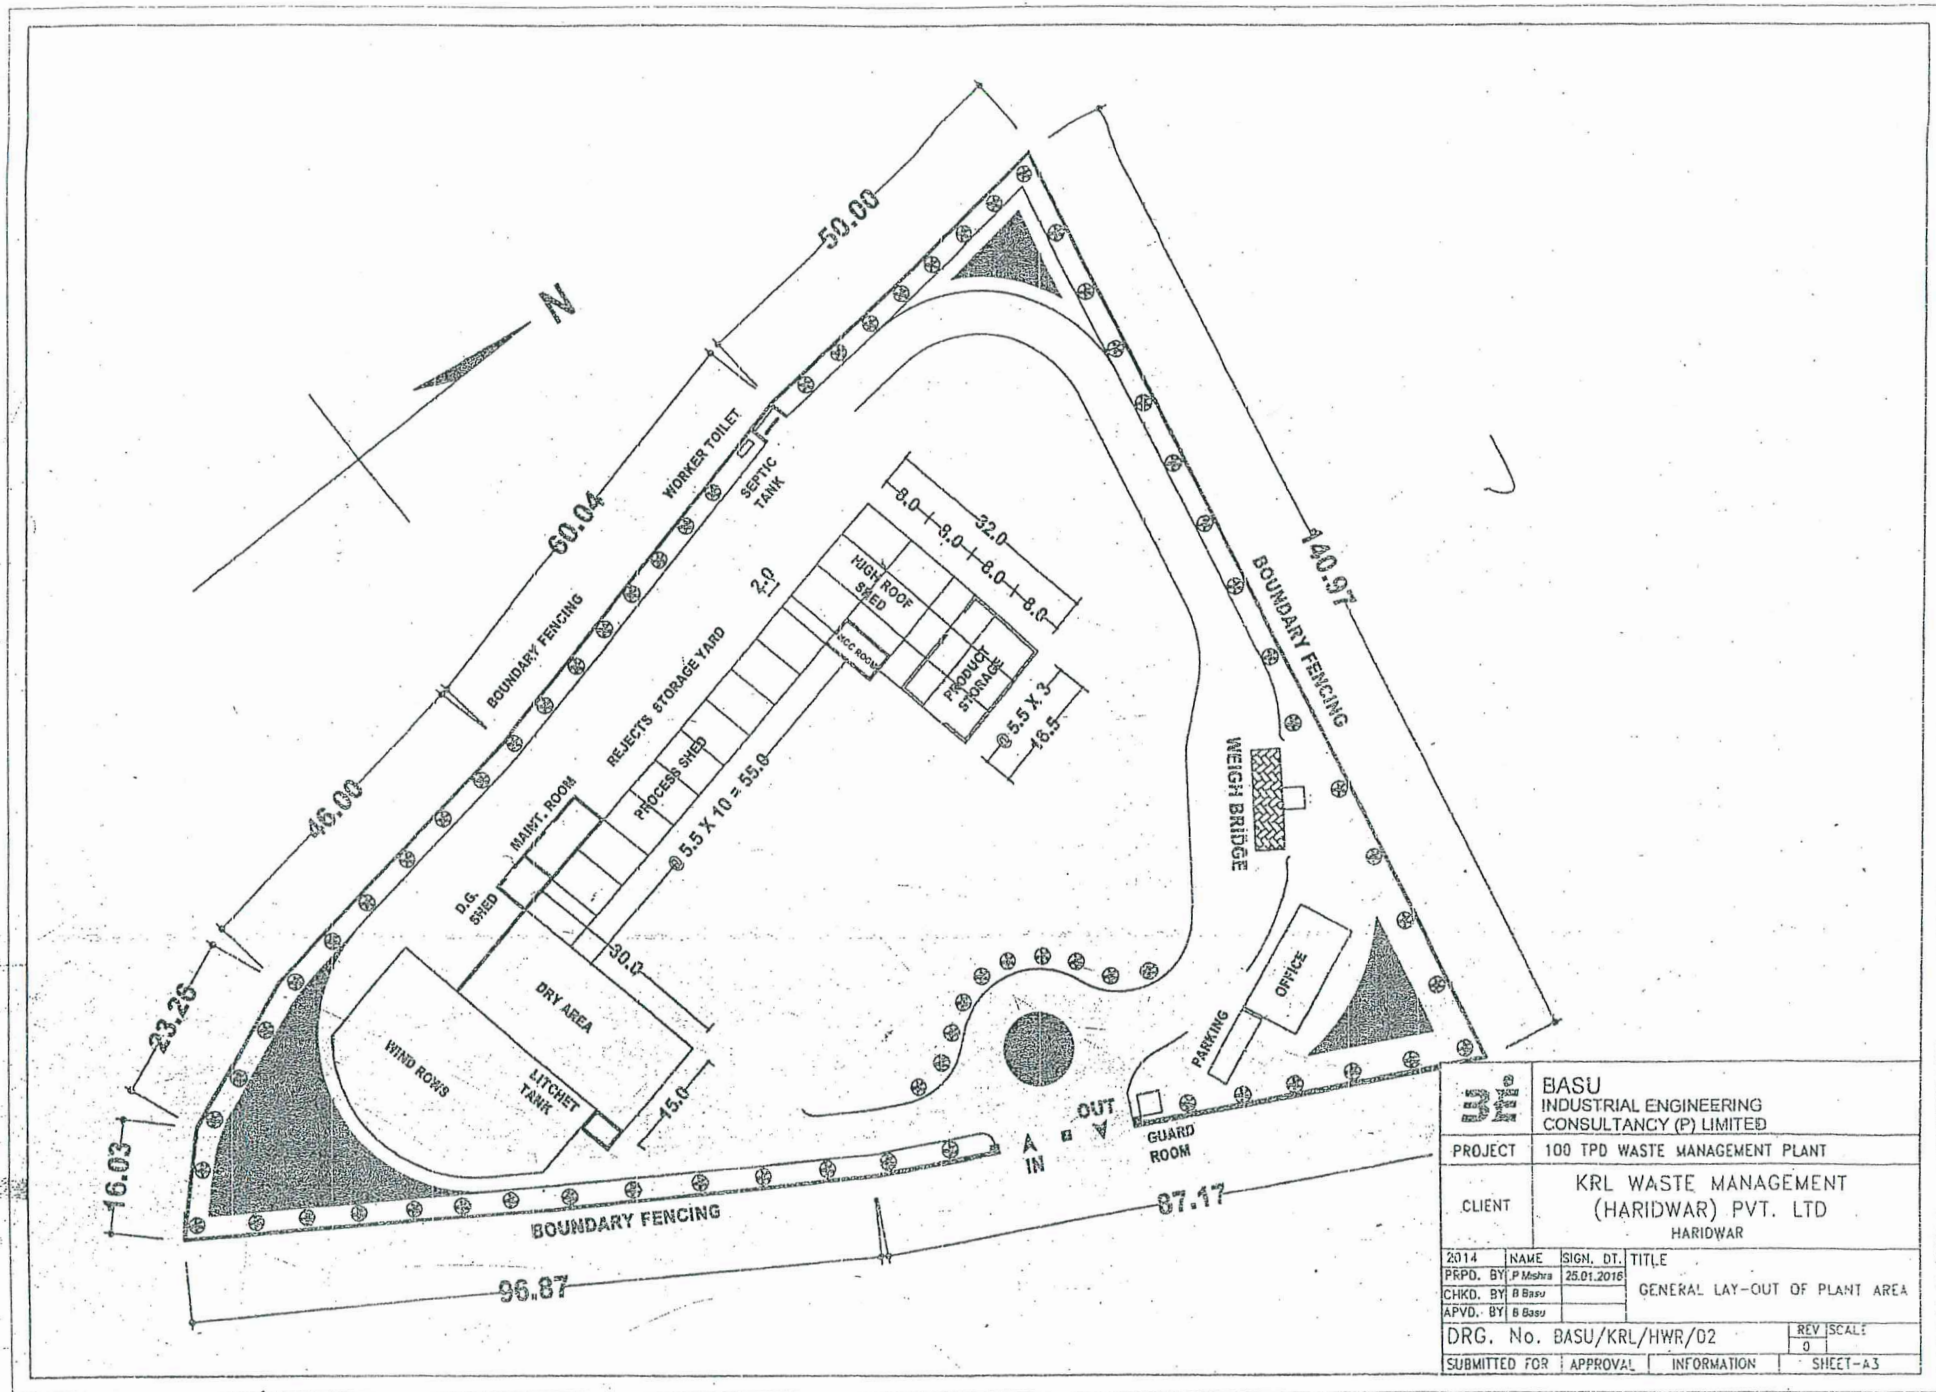 50.00
N
WORKER TOILET
SEPTIC
TANK
60.04
BOUNDARY FENCING
2.0
HIGH ROOF
SHED
8.0
8.0
8.0
8.0
32.0
140.97
BOUNDARY FENCING
REJECTS STORAGE YARD
MCC ROOM
PRODUCT
STORAGE
@ 5.5 X 3
16.5
PROCESS SHED
@ 5.5 X 10 = 55.0
WEIGH BRIDGE
46.00
MAINT. ROOM
D.G.
SHED
30.0
DRY AREA
OFFICE
23.26
WIND ROWS
LITCHET
TANK
15.0
PARKING
16.03
OUT
IN
GUARD
ROOM
BOUNDARY FENCING
96.87
87.17
BASU
INDUSTRIAL ENGINEERING
CONSULTANCY (P) LIMITED
PROJECT 100 TPD WASTE MANAGEMENT PLANT
CLIENT KRL WASTE MANAGEMENT
(HARIDWAR) PVT. LTD
HARIDWAR
2014 NAME SIGN. DT. TITLE
PRPD. BY P Mishra 25.01.2016
CHKD. BY B Basu GENERAL LAY-OUT OF PLANT AREA
APVD. BY B Basu
DRG. No. BASU/KRL/HWR/02 REV SCALE
0
SUBMITTED FOR APPROVAL INFORMATION SHEET-A3